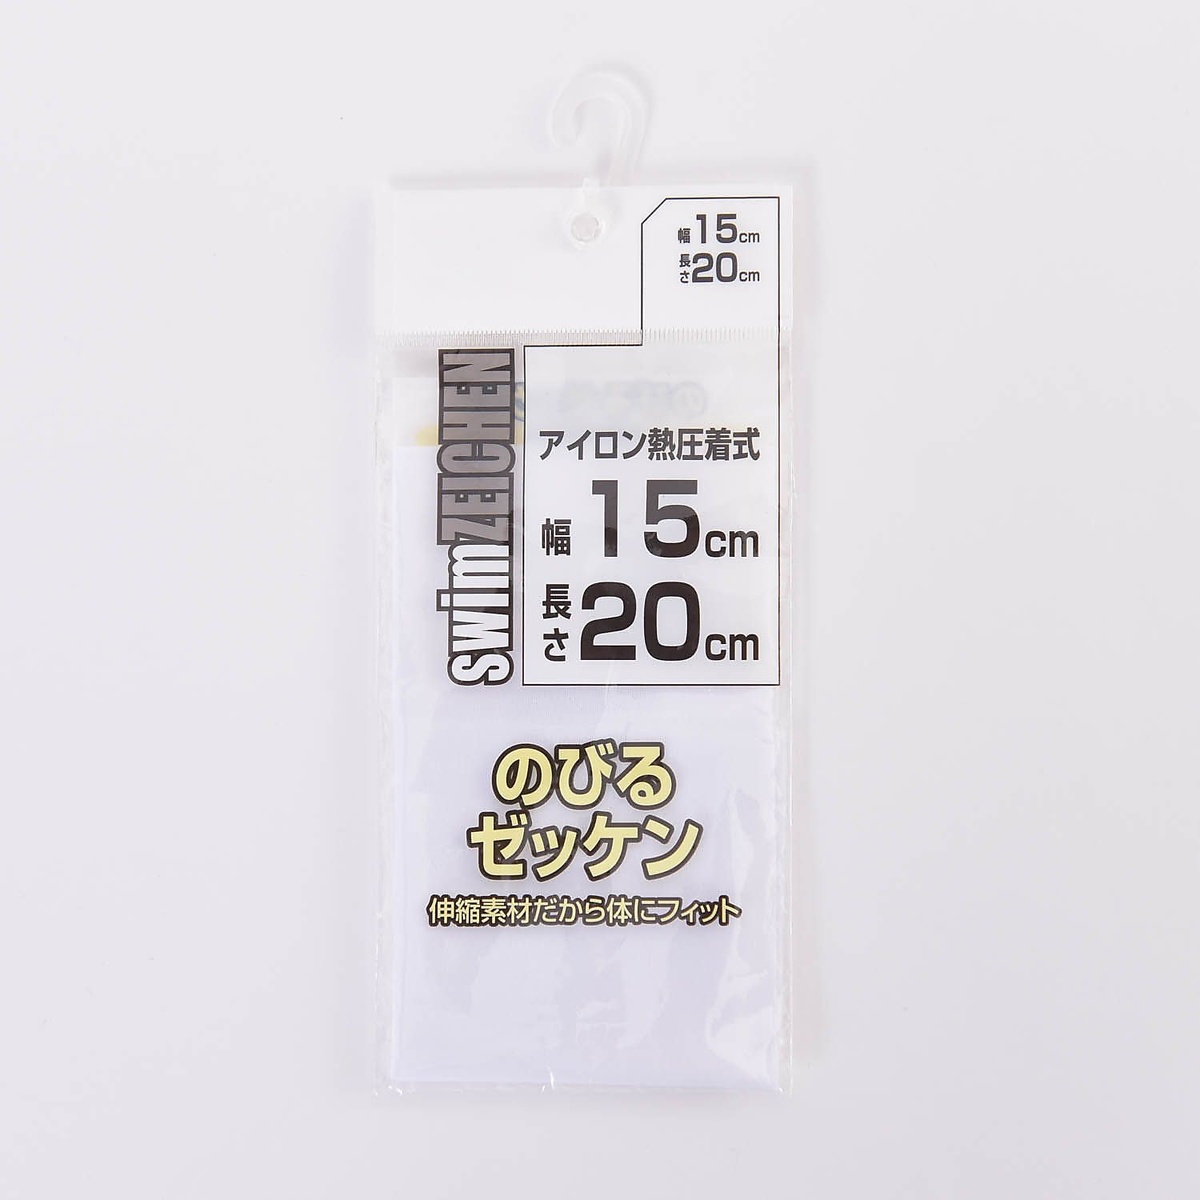 幅15cm
長さ20cm
swimZEICHEN
アイロン熱圧着式
幅15cm
長さ20cm
のびる
ゼッケン
伸縮素材だから体にフィット